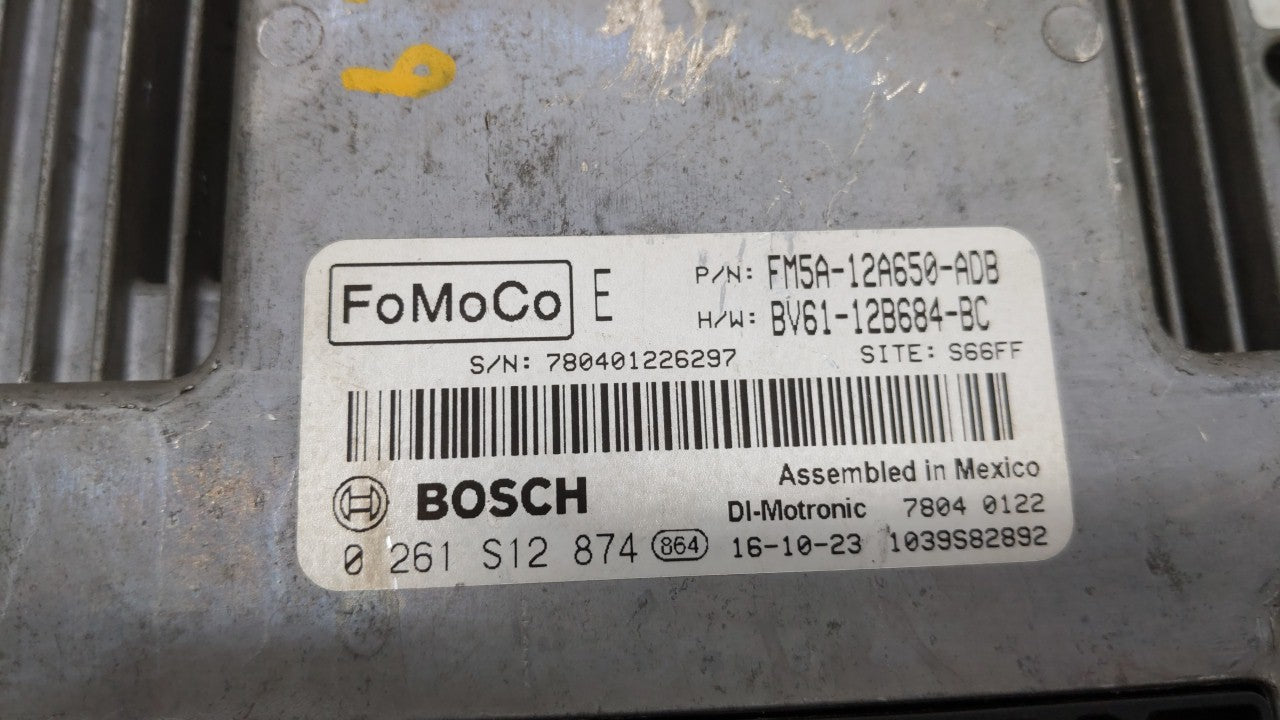 FoMoCo E P/N: FM5A-12A650-ADB
H/W: BV61-12B684-BC
S/N: 780401226297 SITE: S66FF
Assembled in Mexico
BOSCH DI-Motronic 7804 0122
0 261 S12 874 864 16-10-23 1039S82892